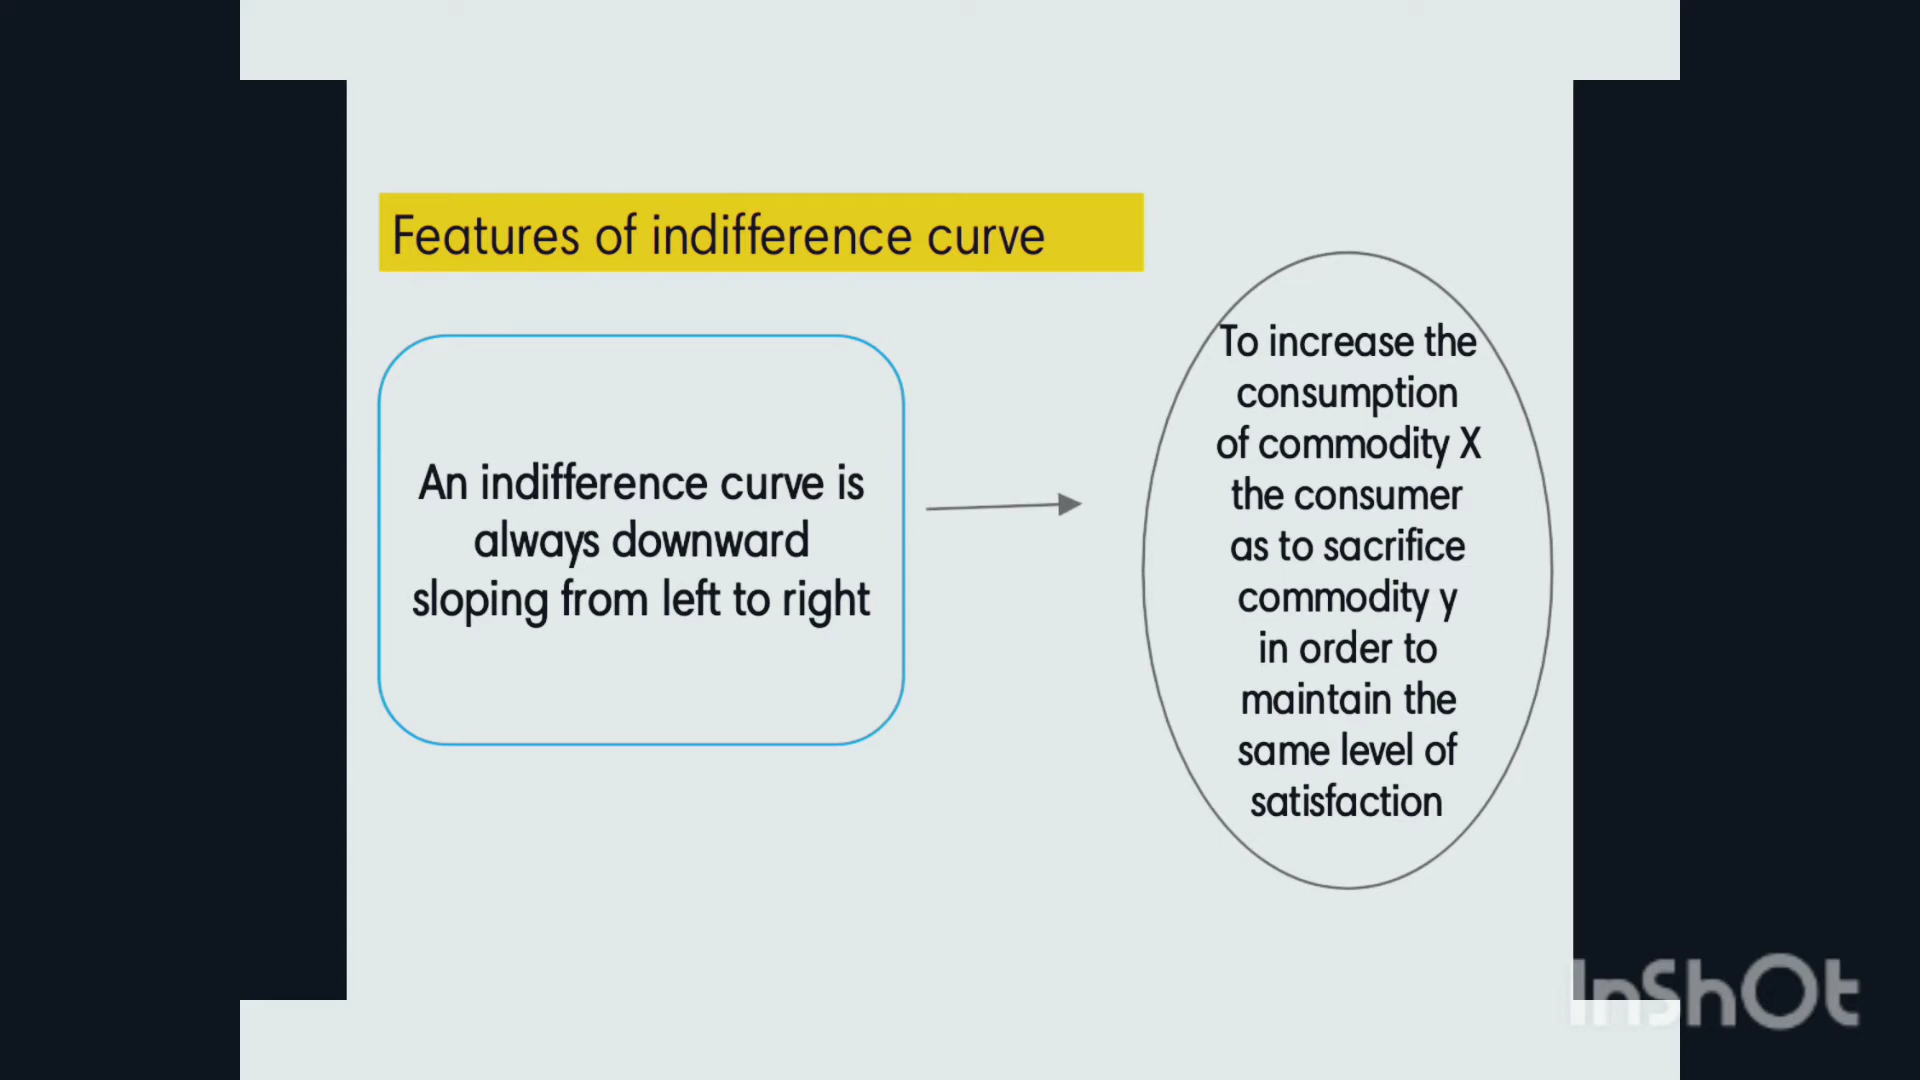 Features of indifference curve
An indifference curve is
always downward
sloping from left to right
To increase the
consumption
of commodity X
the consumer
as to sacrifice
commodity y
in order to
maintain the
same level of
satisfaction
InShOt